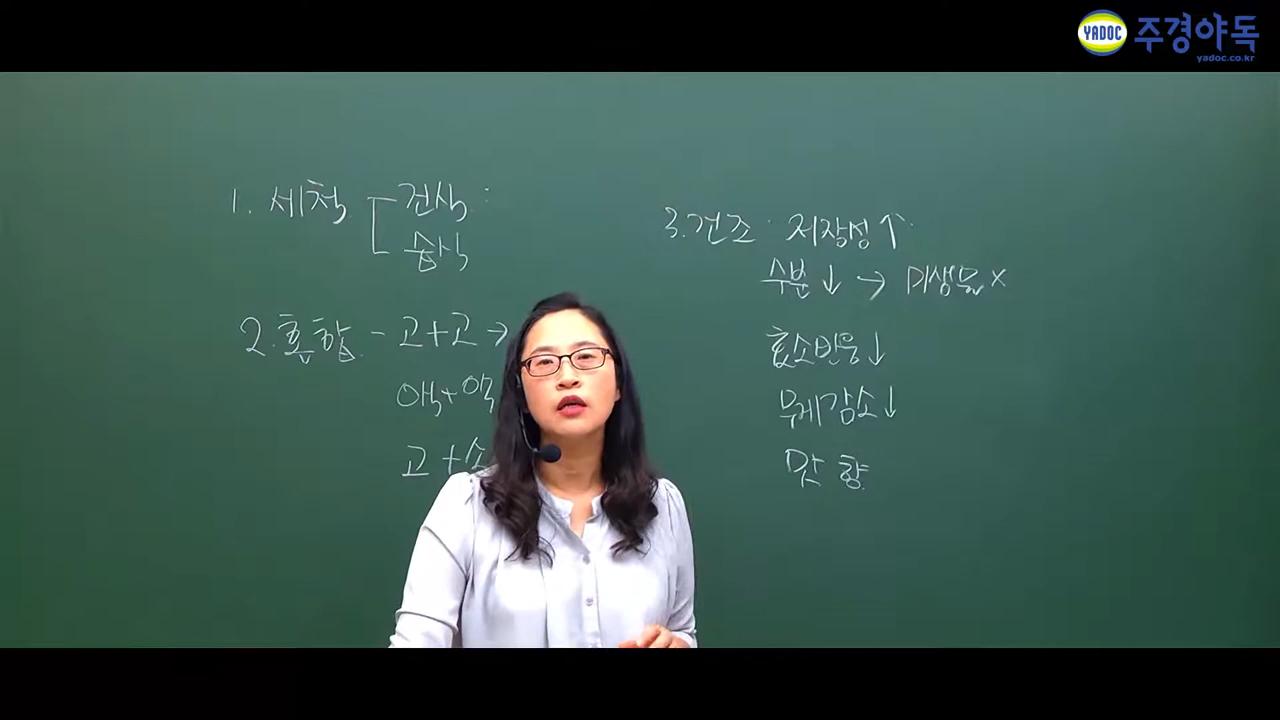 YADOC 주경야독
yadoc.co.kr
1. 세척 건식 :
습식
2. 혼합 - 고+고 →
액+액
고+
3. 건조 · 저작성↑
수분↓ → 미생물×
효소반응↓
무게감소↓
맛 향